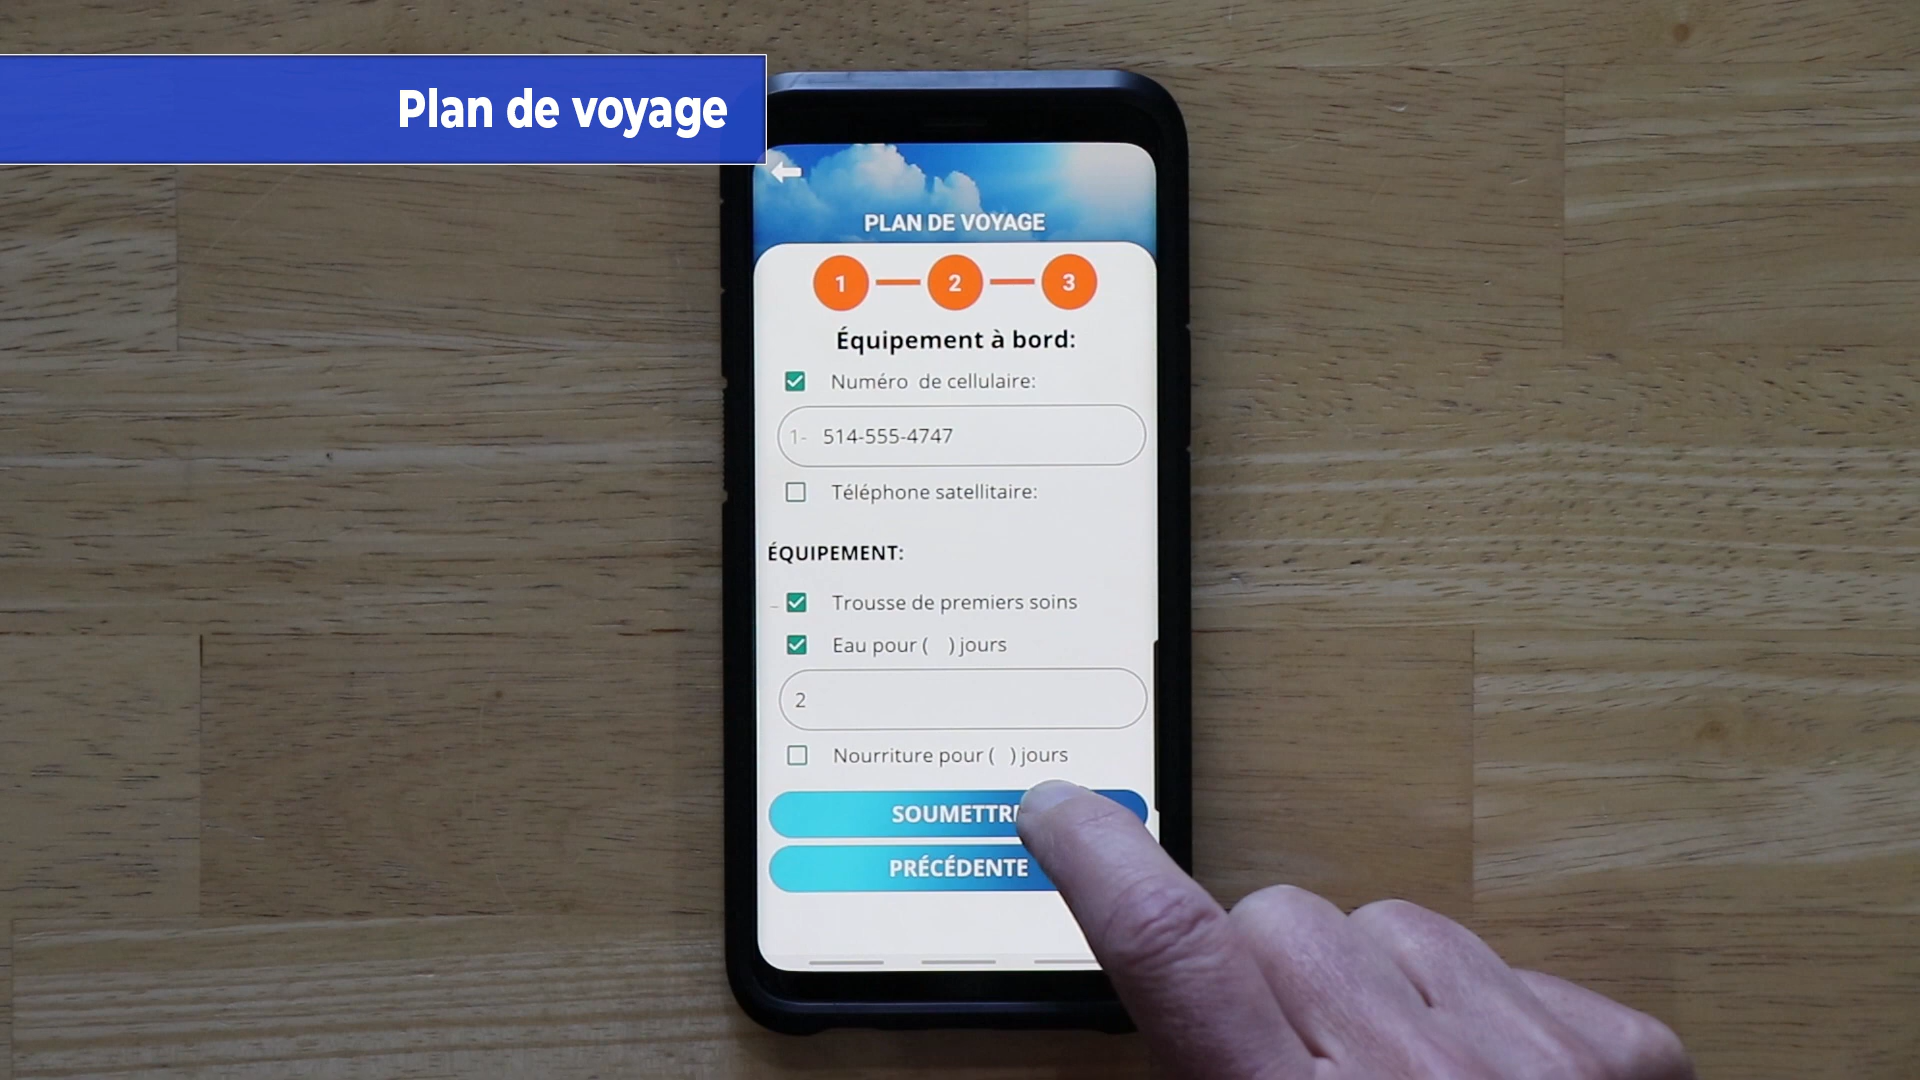 Plan de voyage
PLAN DE VOYAGE
1 2 3
Équipement à bord:
Numéro de cellulaire:
1- 514-555-4747
Téléphone satellitaire:
ÉQUIPEMENT:
Trousse de premiers soins
Eau pour ( ) jours
2
Nourriture pour ( ) jours
SOUMETTRE
PRÉCÉDENTE